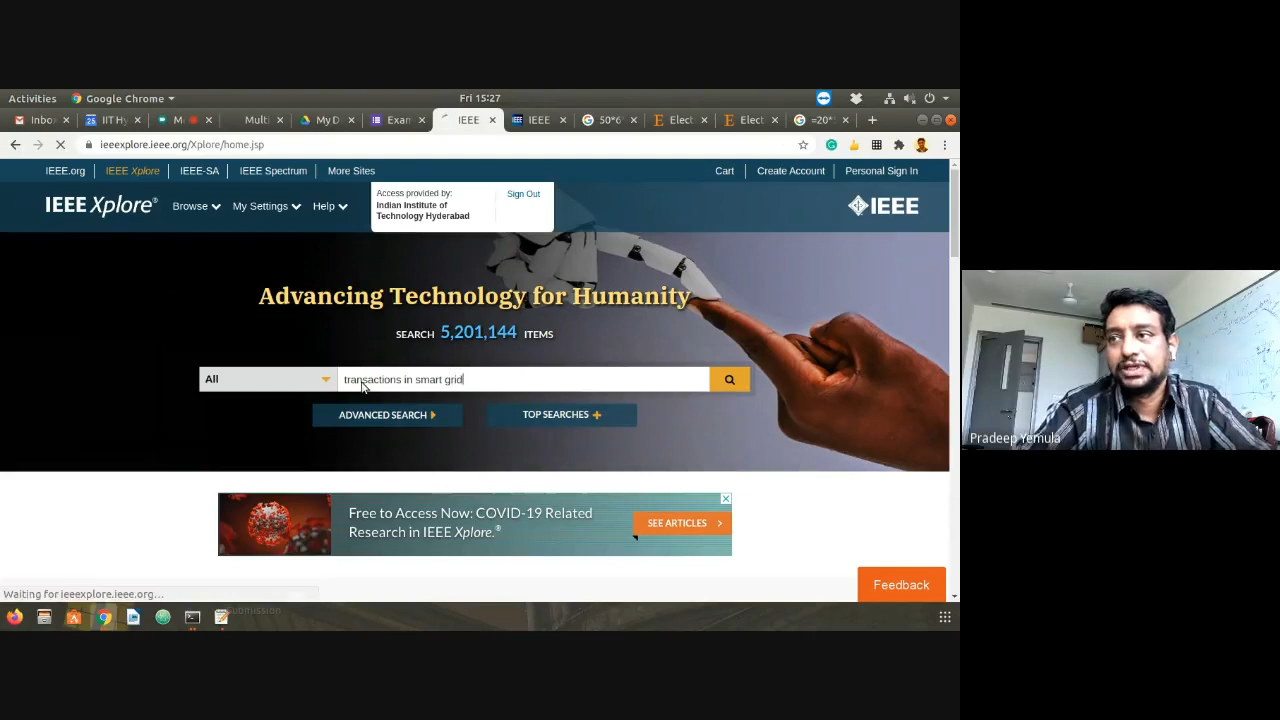 Activities
Google Chrome
Fri 15:27
Inbo
25
IIT Hy
M
Multi
My D
Exam
IEEE
IEEE
50*6
Elect
Elect
=20*
ieeexplore.ieee.org/Xplore/home.jsp
IEEE.org
IEEE Xplore
IEEE-SA
IEEE Spectrum
More Sites
Cart
Create Account
Personal Sign In
IEEE Xplore®
Browse
My Settings
Help
Access provided by:
Indian Institute of
Technology Hyderabad
Sign Out
IEEE
Advancing Technology for Humanity
SEARCH 5,201,144 ITEMS
All
transactions in smart grid
ADVANCED SEARCH
TOP SEARCHES
Free to Access Now: COVID-19 Related
Research in IEEE Xplore.®
SEE ARTICLES
Feedback
Waiting for ieeexplore.ieee.org…
Submission
Pradeep Yemula